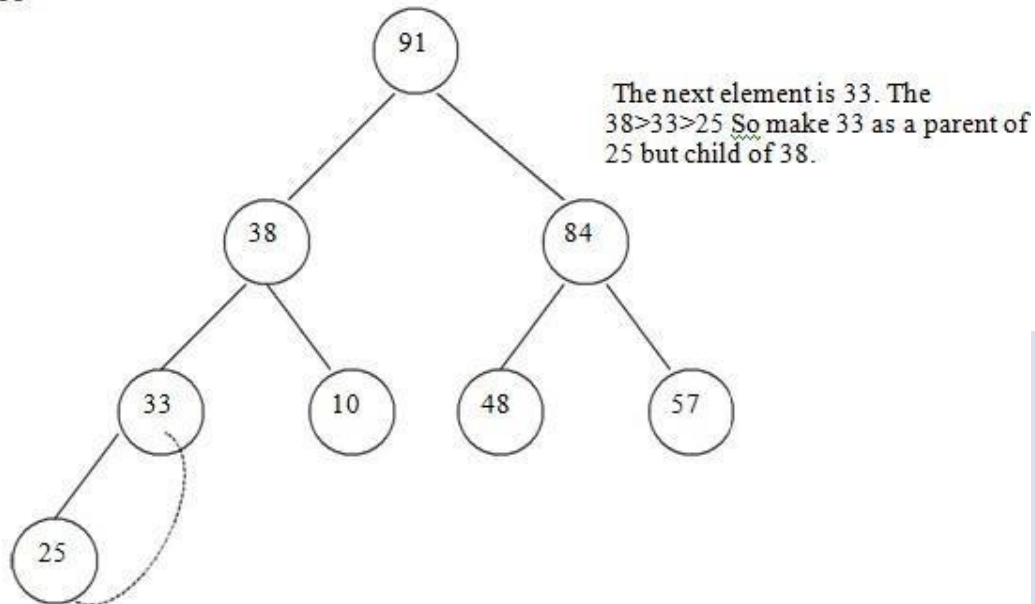 91
The next element is 33. The
38>33>25 So make 33 as a parent of
25 but child of 38.
38
84
33
10
48
57
25